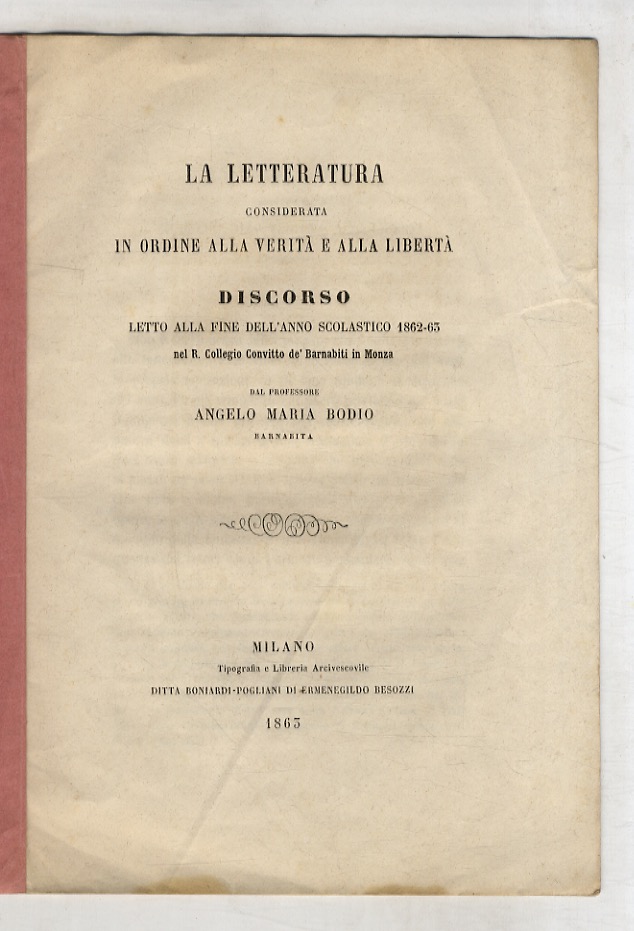 LA LETTERATURA
CONSIDERATA
IN ORDINE ALLA VERITÀ E ALLA LIBERTÀ
DISCORSO
LETTO ALLA FINE DELL'ANNO SCOLASTICO 1862-63
nel R. Collegio Convitto de' Barnabiti in Monza
DAL PROFESSORE
ANGELO MARIA BODIO
BARNABITA
MILANO
Tipografia e Libreria Arcivescovile
DITTA BONIARDI-POGLIANI DI ERMENEGILDO BESOZZI
1863